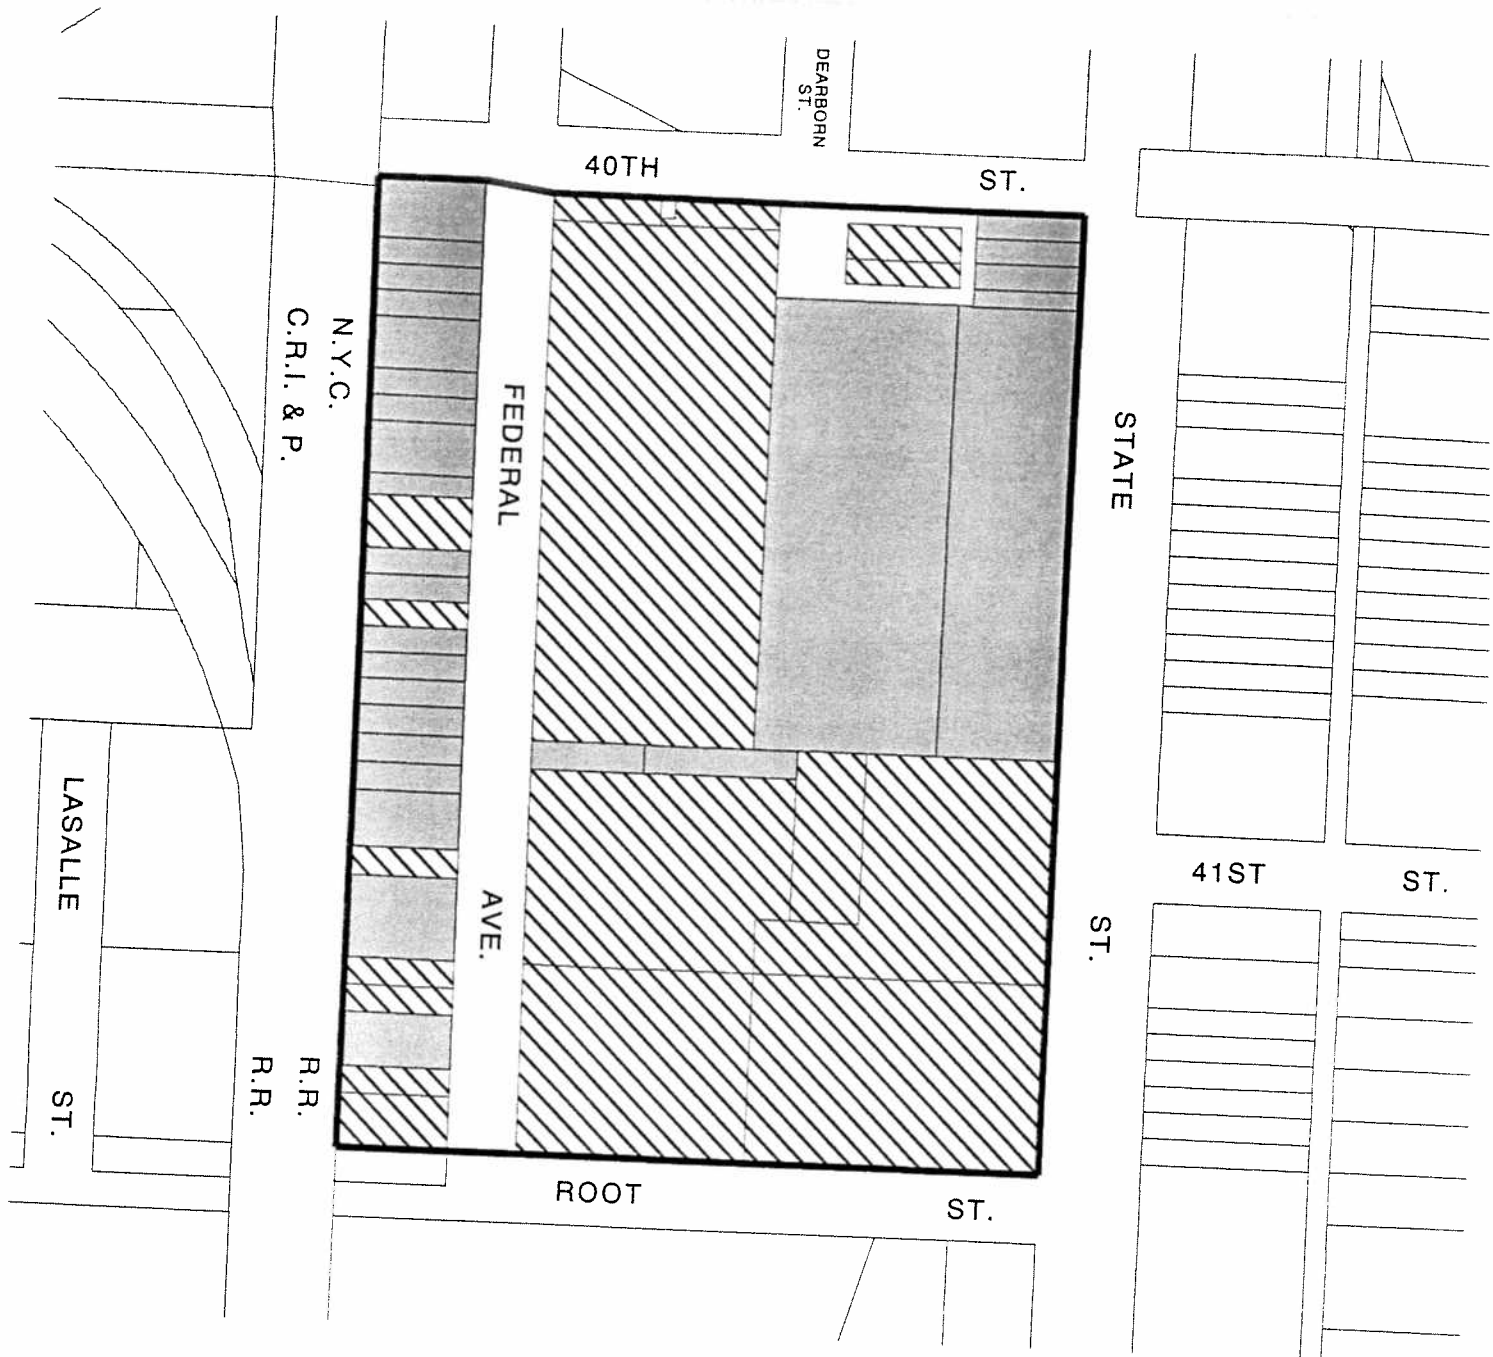 DEARBORN
ST.
40TH ST.
N.Y.C.
C.R.I. & P.
FEDERAL
STATE
LASALLE
AVE.
41ST ST.
ST.
R.R.
R.R.
ST.
ROOT ST.